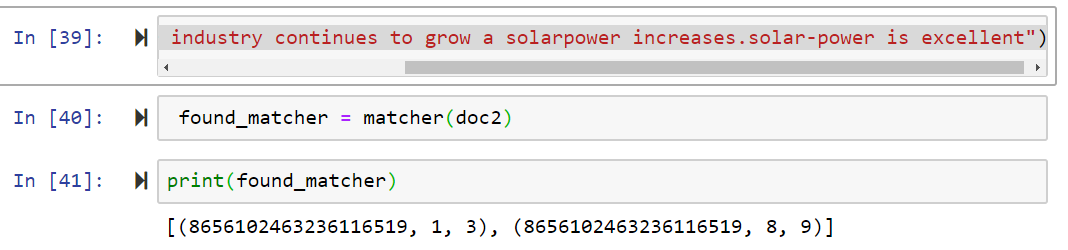 In [39]: industry continues to grow a solarpower increases.solar-power is excellent")
In [40]: found_matcher = matcher(doc2)
In [41]: print(found_matcher)
[(8656102463236116519, 1, 3), (8656102463236116519, 8, 9)]